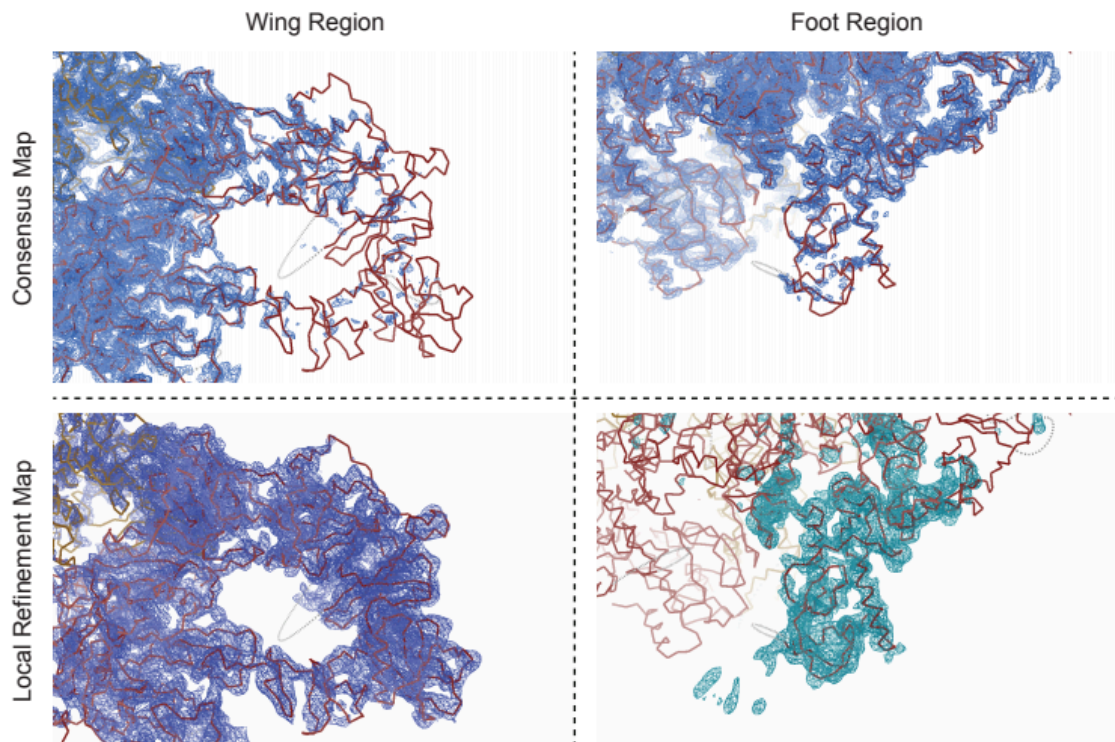 Wing Region
Foot Region
Consensus Map
Local Refinement Map